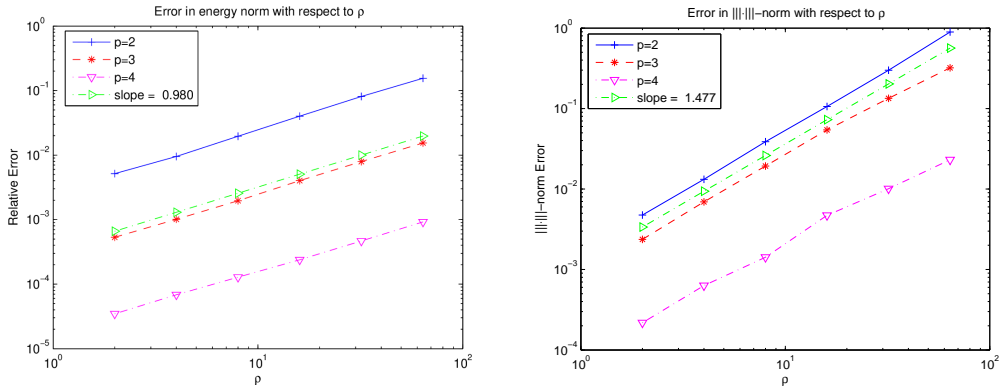 Error in energy norm with respect to ρ
10^0
10^-1
10^-2
10^-3
10^-4
10^-5
Relative Error
p=2
p=3
p=4
slope = 0.980
10^0
10^1
10^2
ρ
Error in |||·|||−norm with respect to ρ
10^0
10^-1
10^-2
10^-3
10^-4
|||·|||−norm Error
p=2
p=3
p=4
slope = 1.477
10^0
10^1
10^2
ρ